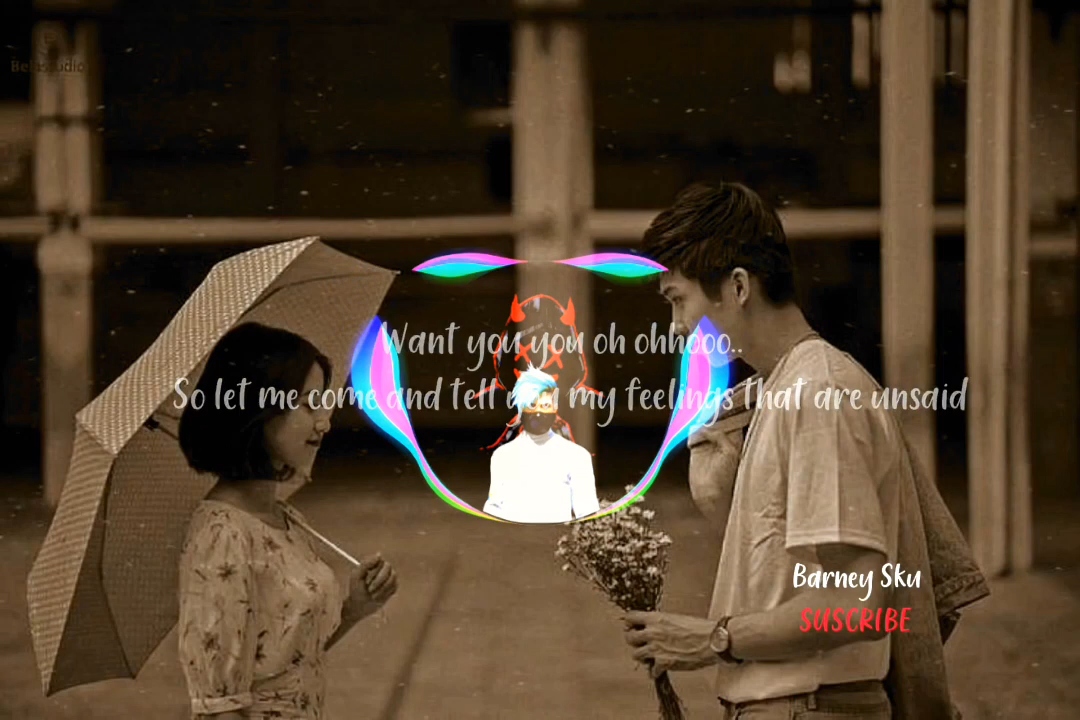 Want you you oh ohhooo..
So let me come and tell you my feelings that are unsaid
Barney Sku
SUSCRIBE